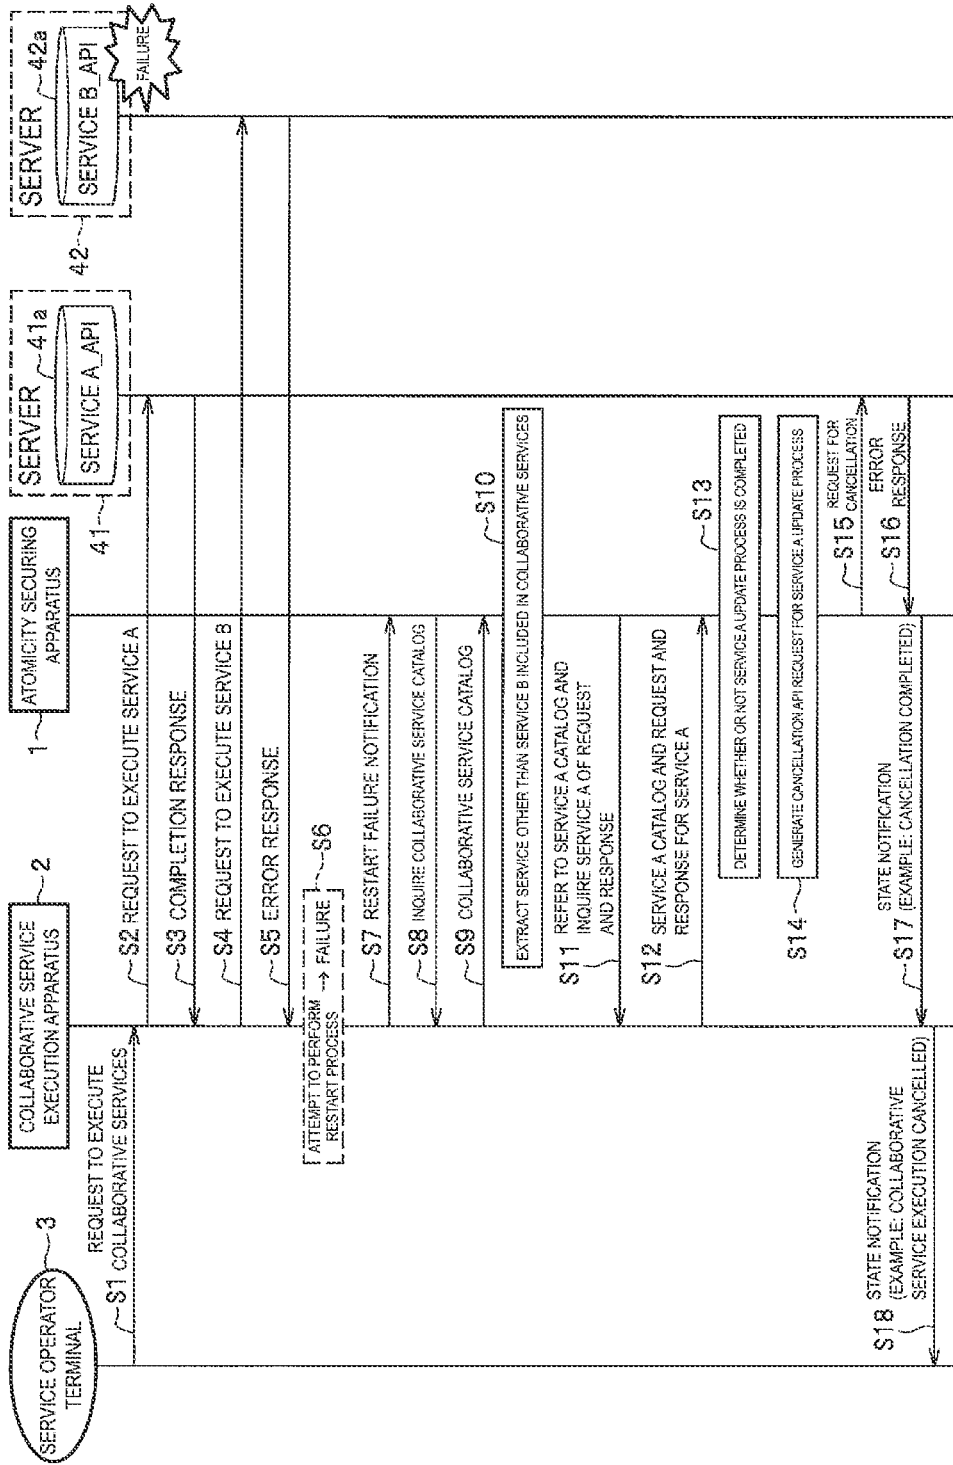 SERVICE OPERATOR
TERMINAL
3
COLLABORATIVE SERVICE
EXECUTION APPARATUS
2
ATOMICITY SECURING
APPARATUS
1
SERVER
41a
SERVICE A_API
41
SERVER
42a
SERVICE B_API
42
FAILURE
REQUEST TO EXECUTE
S1 COLLABORATIVE SERVICES
S2 REQUEST TO EXECUTE SERVICE A
S3 COMPLETION RESPONSE
S4 REQUEST TO EXECUTE SERVICE B
S5 ERROR RESPONSE
S6
ATTEMPT TO PERFORM
RESTART PROCESS → FAILURE
S7 RESTART FAILURE NOTIFICATION
S8 INQUIRE COLLABORATIVE SERVICE CATALOG
S9 COLLABORATIVE SERVICE CATALOG
S10
EXTRACT SERVICE OTHER THAN SERVICE B INCLUDED IN COLLABORATIVE SERVICES
S11 REFER TO SERVICE A CATALOG AND
INQUIRE SERVICE A OF REQUEST
AND RESPONSE
S12 SERVICE A CATALOG AND REQUEST AND
RESPONSE FOR SERVICE A
S13
DETERMINE WHETHER OR NOT SERVICE A UPDATE PROCESS IS COMPLETED
S14
GENERATE CANCELLATION API REQUEST FOR SERVICE A UPDATE PROCESS
S15 REQUEST FOR
CANCELLATION
S16 ERROR
RESPONSE
STATE NOTIFICATION
S17 (EXAMPLE: CANCELLATION COMPLETED)
S18 STATE NOTIFICATION
(EXAMPLE: COLLABORATIVE
SERVICE EXECUTION CANCELLED)